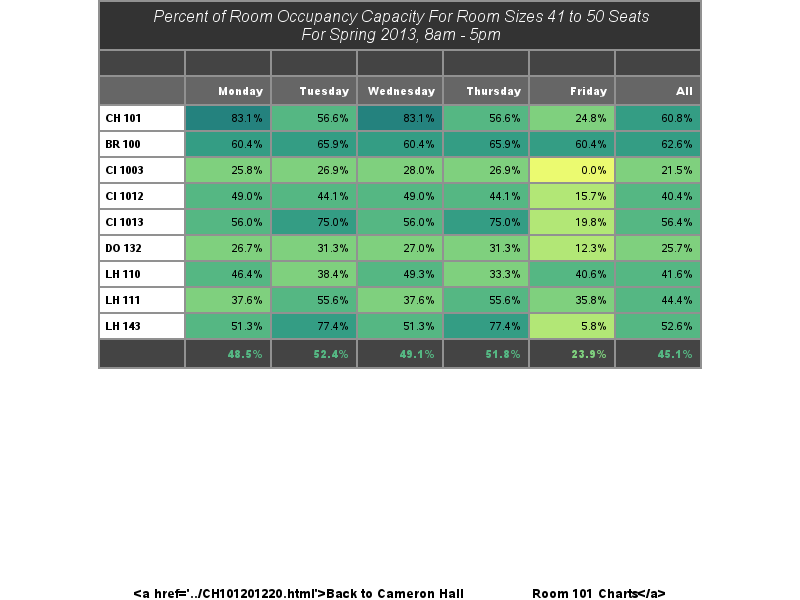 Percent of Room Occupancy Capacity For Room Sizes 41 to 50 Seats
For Spring 2013, 8am - 5pm
Monday Tuesday Wednesday Thursday Friday All
CH 101 83.1% 56.6% 83.1% 56.6% 24.8% 60.8%
BR 100 60.4% 65.9% 60.4% 65.9% 60.4% 62.6%
CI 1003 25.8% 26.9% 28.0% 26.9% 0.0% 21.5%
CI 1012 49.0% 44.1% 49.0% 44.1% 15.7% 40.4%
CI 1013 56.0% 75.0% 56.0% 75.0% 19.8% 56.4%
DO 132 26.7% 31.3% 27.0% 31.3% 12.3% 25.7%
LH 110 46.4% 38.4% 49.3% 33.3% 40.6% 41.6%
LH 111 37.6% 55.6% 37.6% 55.6% 35.8% 44.4%
LH 143 51.3% 77.4% 51.3% 77.4% 5.8% 52.6%
48.5% 52.4% 49.1% 51.8% 23.9% 45.1%
<a href='../CH101201220.html'>Back to Cameron Hall Room 101 Charts</a>